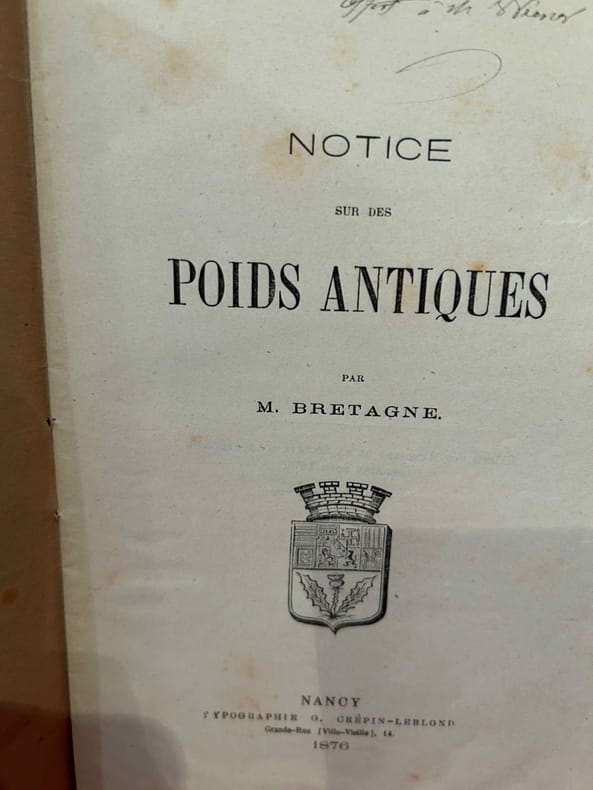 à M.
NOTICE
SUR DES
POIDS ANTIQUES
PAR
M. BRETAGNE.
NANCY
TYPOGRAPHIE G. CRÉPIN-LEBLOND
Grande-Rue (Ville-Vieille), 14
1876